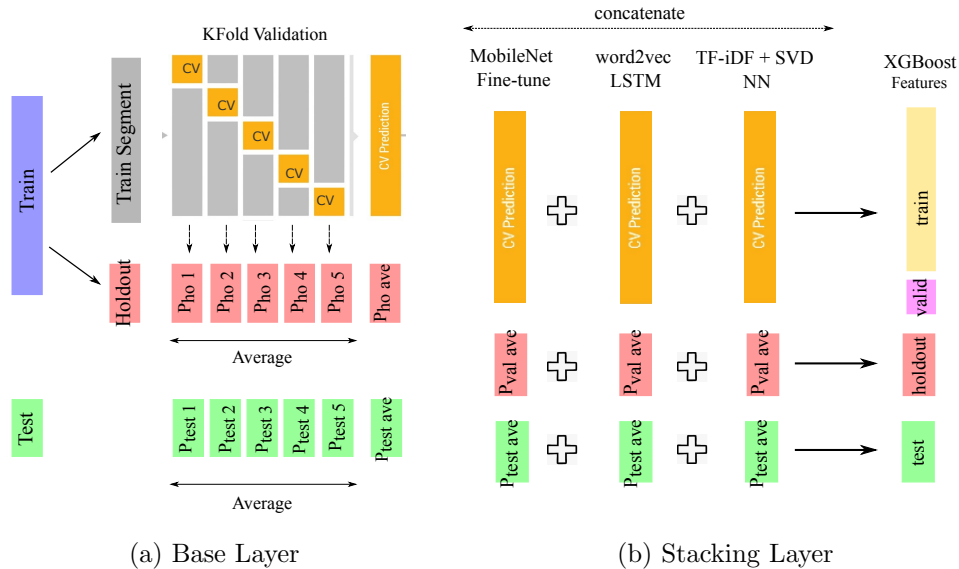 KFold Validation
Train
Train Segment
CV
CV
CV
CV
CV
CV Prediction
Holdout
Pho 1
Pho 2
Pho 3
Pho 4
Pho 5
Pho ave
Average
Test
Ptest 1
Ptest 2
Ptest 3
Ptest 4
Ptest 5
Ptest ave
Average
(a) Base Layer
concatenate
MobileNet
Fine-tune
word2vec
LSTM
TF-iDF + SVD
NN
XGBoost
Features
CV Prediction
CV Prediction
CV Prediction
train
valid
Pval ave
Pval ave
Pval ave
holdout
Ptest ave
Ptest ave
Ptest ave
test
(b) Stacking Layer